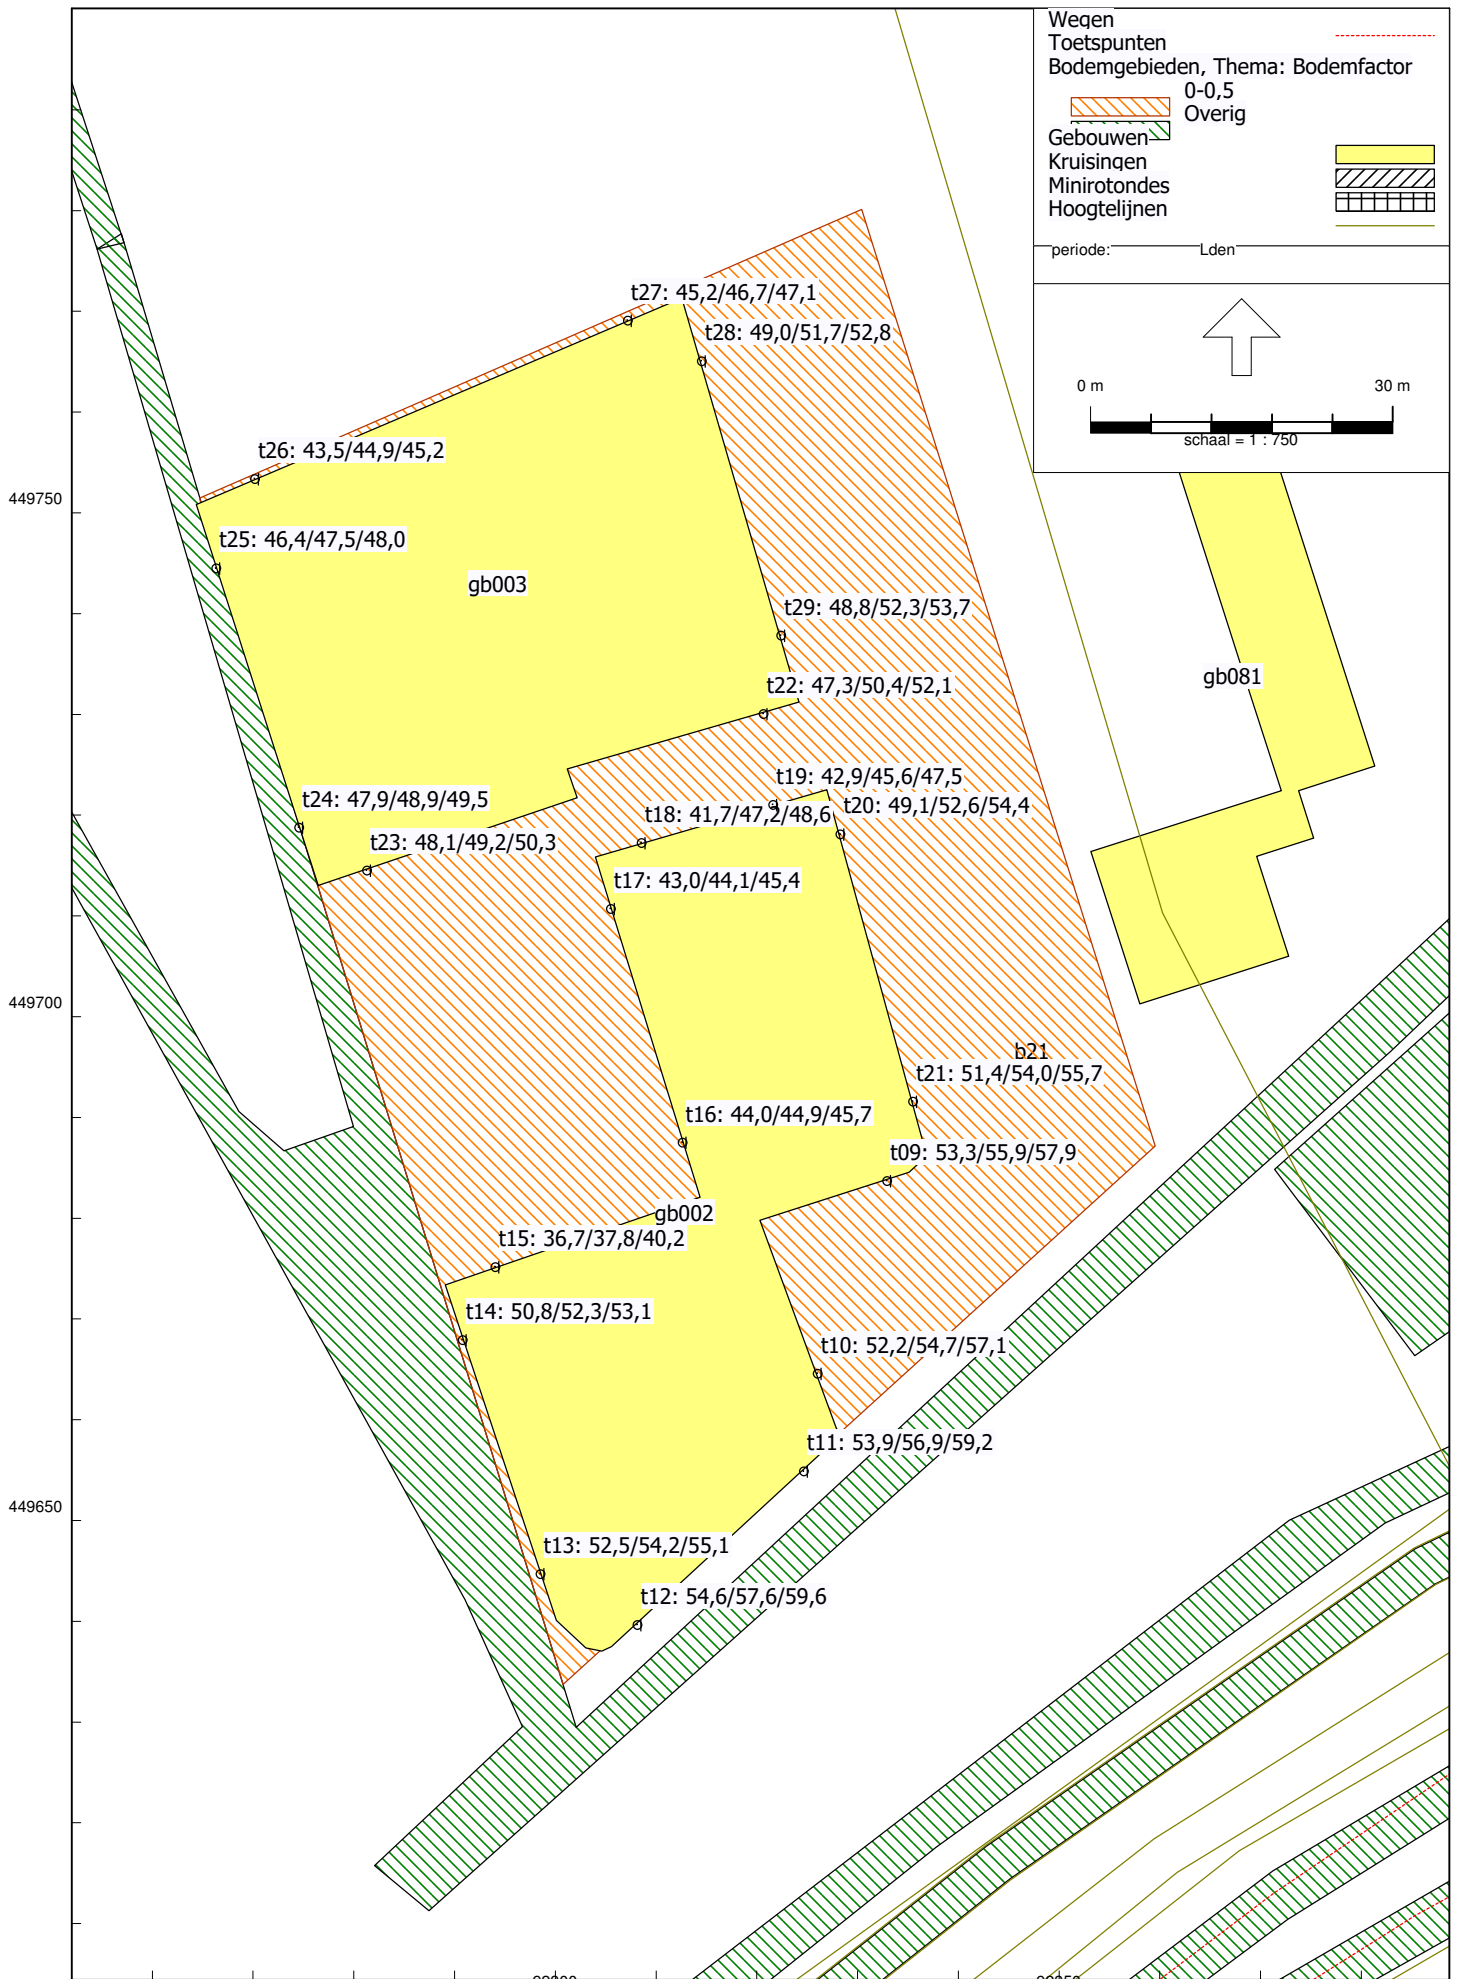 Wegen
Toetspunten
Bodemgebieden, Thema: Bodemfactor
0-0,5
Overig
Gebouwen
Kruisingen
Minirotondes
Hoogtelijnen
periode: Lden
0 m 30 m
schaal = 1 : 750
t27: 45,2/46,7/47,1
t28: 49,0/51,7/52,8
t26: 43,5/44,9/45,2
449750
t25: 46,4/47,5/48,0
gb003
t29: 48,8/52,3/53,7
gb081
t22: 47,3/50,4/52,1
t19: 42,9/45,6/47,5
t24: 47,9/48,9/49,5
t20: 49,1/52,6/54,4
t18: 41,7/47,2/48,6
t23: 48,1/49,2/50,3
t17: 43,0/44,1/45,4
449700
b21
t21: 51,4/54,0/55,7
t16: 44,0/44,9/45,7
t09: 53,3/55,9/57,9
gb002
t15: 36,7/37,8/40,2
t14: 50,8/52,3/53,1
t10: 52,2/54,7/57,1
t11: 53,9/56,9/59,2
449650
t13: 52,5/54,2/55,1
t12: 54,6/57,6/59,6